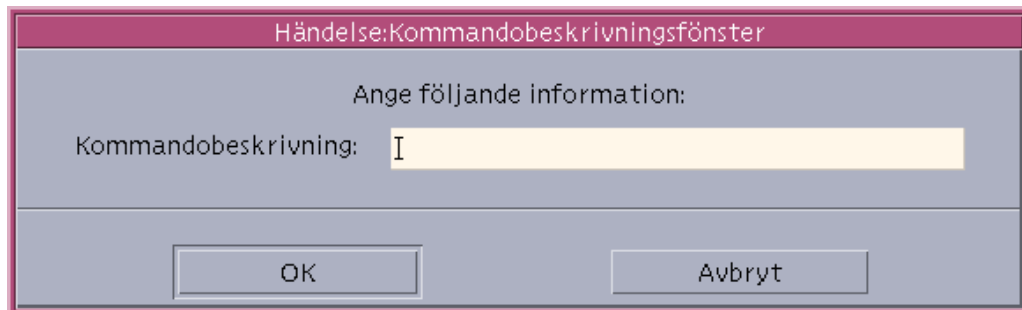 Händelse:Kommandobeskrivningsfönster
Ange följande information:
Kommandobeskrivning:
OK Avbryt